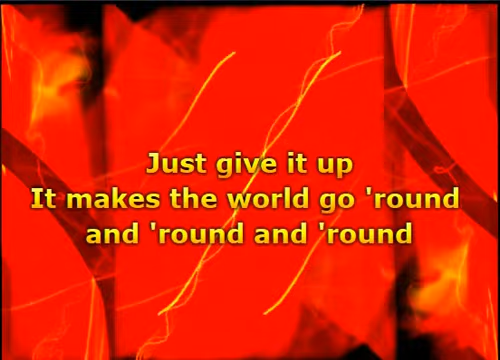 Just give it up
It makes the world go 'round
and 'round and 'round